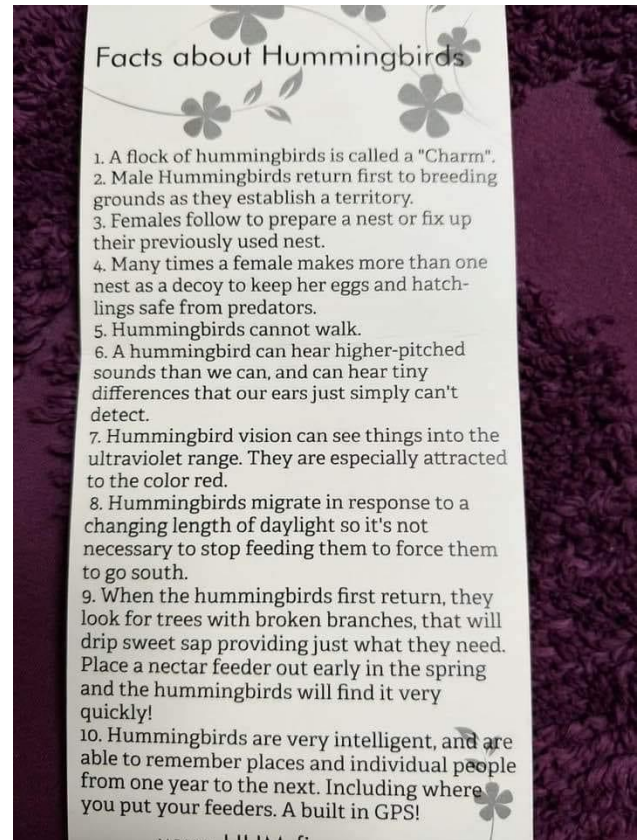 Facts about Hummingbirds
1. A flock of hummingbirds is called a "Charm".
2. Male Hummingbirds return first to breeding
grounds as they establish a territory.
3. Females follow to prepare a nest or fix up
their previously used nest.
4. Many times a female makes more than one
nest as a decoy to keep her eggs and hatch-
lings safe from predators.
5. Hummingbirds cannot walk.
6. A hummingbird can hear higher-pitched
sounds than we can, and can hear tiny
differences that our ears just simply can't
detect.
7. Hummingbird vision can see things into the
ultraviolet range. They are especially attracted
to the color red.
8. Hummingbirds migrate in response to a
changing length of daylight so it's not
necessary to stop feeding them to force them
to go south.
9. When the hummingbirds first return, they
look for trees with broken branches, that will
drip sweet sap providing just what they need.
Place a nectar feeder out early in the spring
and the hummingbirds will find it very
quickly!
10. Hummingbirds are very intelligent, and are
able to remember places and individual people
from one year to the next. Including where
you put your feeders. A built in GPS!